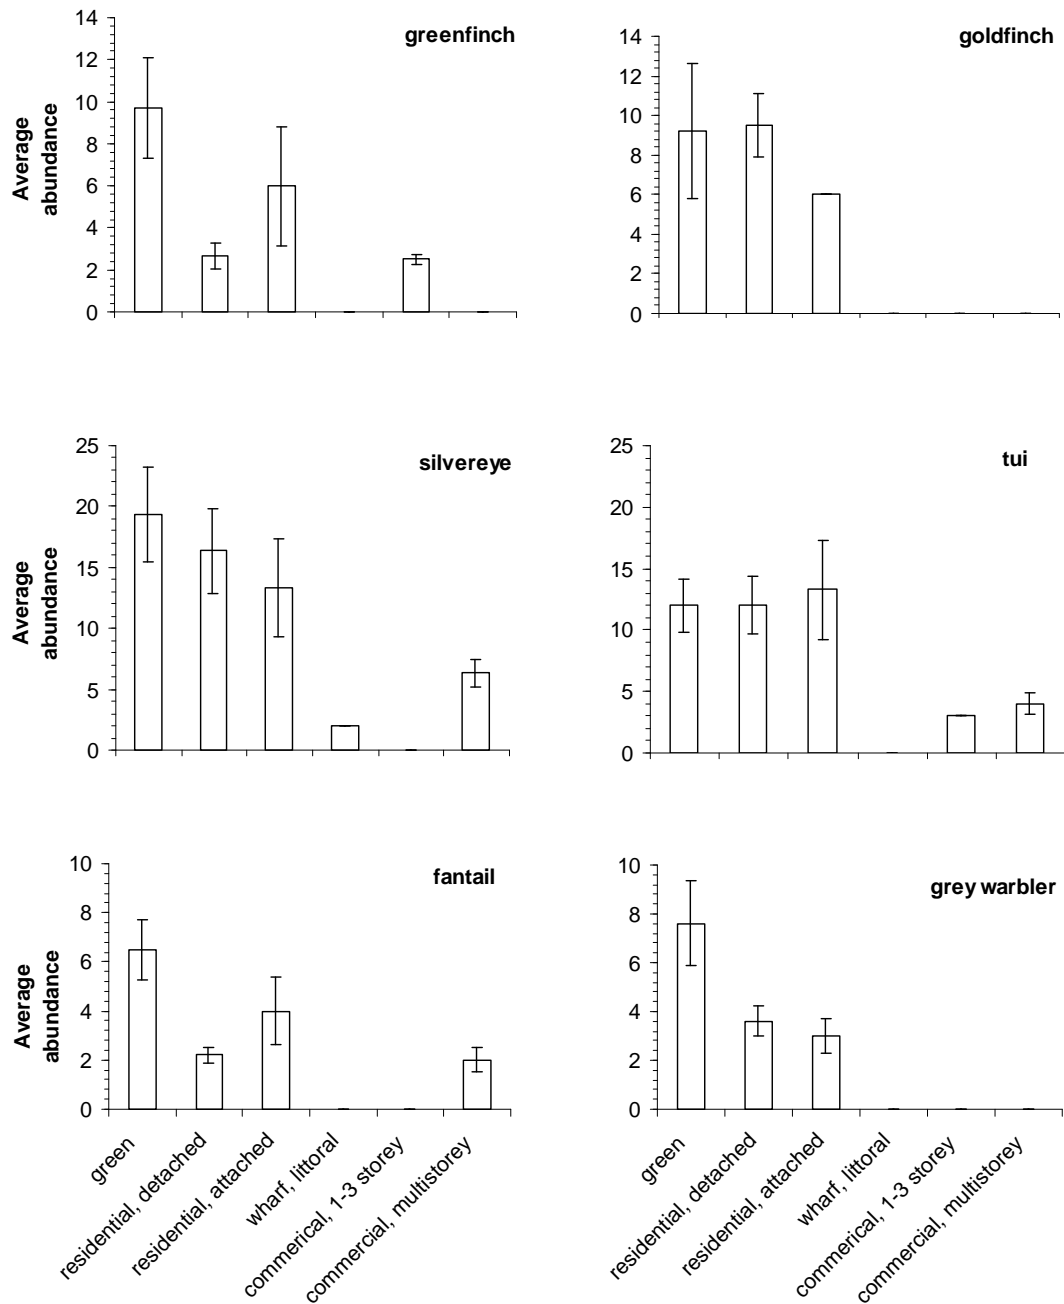 greenfinch
14
12
10
8
6
4
2
0
Average
abundance
goldfinch
14
12
10
8
6
4
2
0
silvereye
25
20
15
10
5
0
Average
abundance
tui
25
20
15
10
5
0
fantail
10
8
6
4
2
0
Average
abundance
green
residential, detached
residential, attached
wharf, littoral
commerical, 1-3 storey
commercial, multistorey
grey warbler
10
8
6
4
2
0
green
residential, detached
residential, attached
wharf, littoral
commerical, 1-3 storey
commercial, multistorey